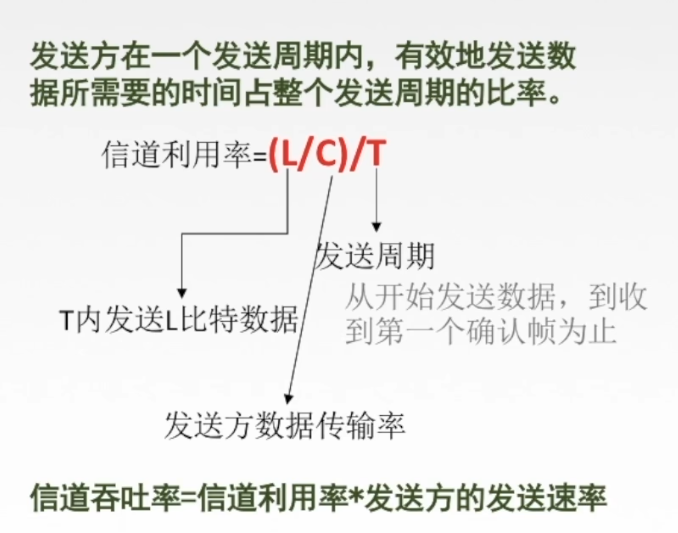 发送方在一个发送周期内，有效地发送数
据所需要的时间占整个发送周期的比率。
信道利用率=(L/C)/T
发送周期
从开始发送数据，到收
到第一个确认帧为止
T内发送L比特数据
发送方数据传输率
信道吞吐率=信道利用率*发送方的发送速率